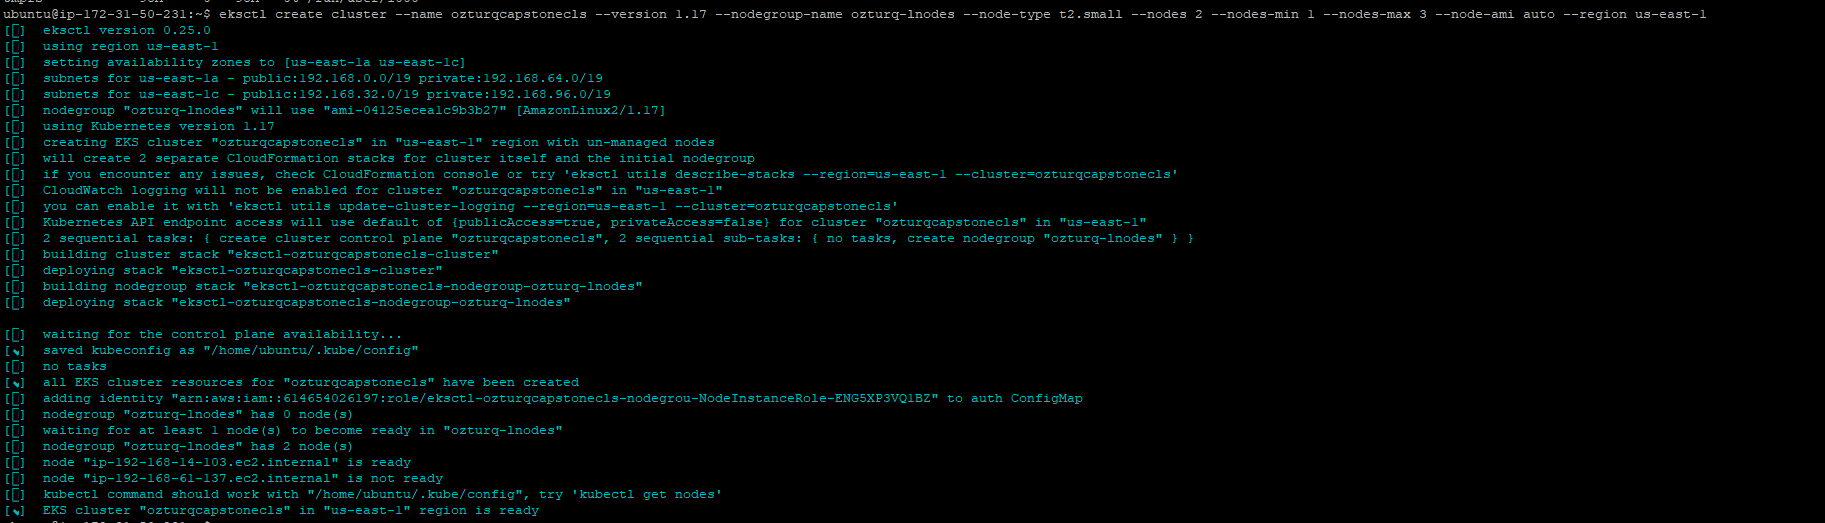 ubuntu@ip-172-31-50-231:~$ eksctl create cluster --name ozturqcapstonecls --version 1.17 --nodegroup-name ozturq-lnodes --node-type t2.small --nodes 2 --nodes-min 1 --nodes-max 3 --node-ami auto --region us-east-1
[ ] eksctl version 0.25.0
[ ] using region us-east-1
[ ] setting availability zones to [us-east-1a us-east-1c]
[ ] subnets for us-east-1a - public:192.168.0.0/19 private:192.168.64.0/19
[ ] subnets for us-east-1c - public:192.168.32.0/19 private:192.168.96.0/19
[ ] nodegroup "ozturq-lnodes" will use "ami-04125ecea1c9b3b27" [AmazonLinux2/1.17]
[ ] using Kubernetes version 1.17
[ ] creating EKS cluster "ozturqcapstonecls" in "us-east-1" region with un-managed nodes
[ ] will create 2 separate CloudFormation stacks for cluster itself and the initial nodegroup
[ ] if you encounter any issues, check CloudFormation console or try 'eksctl utils describe-stacks --region=us-east-1 --cluster=ozturqcapstonecls'
[ ] CloudWatch logging will not be enabled for cluster "ozturqcapstonecls" in "us-east-1"
[ ] you can enable it with 'eksctl utils update-cluster-logging --region=us-east-1 --cluster=ozturqcapstonecls'
[ ] Kubernetes API endpoint access will use default of {publicAccess=true, privateAccess=false} for cluster "ozturqcapstonecls" in "us-east-1"
[ ] 2 sequential tasks: { create cluster control plane "ozturqcapstonecls", 2 sequential sub-tasks: { no tasks, create nodegroup "ozturq-lnodes" } }
[ ] building cluster stack "eksctl-ozturqcapstonecls-cluster"
[ ] deploying stack "eksctl-ozturqcapstonecls-cluster"
[ ] building nodegroup stack "eksctl-ozturqcapstonecls-nodegroup-ozturq-lnodes"
[ ] deploying stack "eksctl-ozturqcapstonecls-nodegroup-ozturq-lnodes"
[ ] waiting for the control plane availability...
[✔] saved kubeconfig as "/home/ubuntu/.kube/config"
[ ] no tasks
[✔] all EKS cluster resources for "ozturqcapstonecls" have been created
[ ] adding identity "arn:aws:iam::614654026197:role/eksctl-ozturqcapstonecls-nodegrou-NodeInstanceRole-ENG5XP3VQ1BZ" to auth ConfigMap
[ ] nodegroup "ozturq-lnodes" has 0 node(s)
[ ] waiting for at least 1 node(s) to become ready in "ozturq-lnodes"
[ ] nodegroup "ozturq-lnodes" has 2 node(s)
[ ] node "ip-192-168-14-103.ec2.internal" is ready
[ ] node "ip-192-168-61-137.ec2.internal" is not ready
[ ] kubectl command should work with "/home/ubuntu/.kube/config", try 'kubectl get nodes'
[✔] EKS cluster "ozturqcapstonecls" in "us-east-1" region is ready